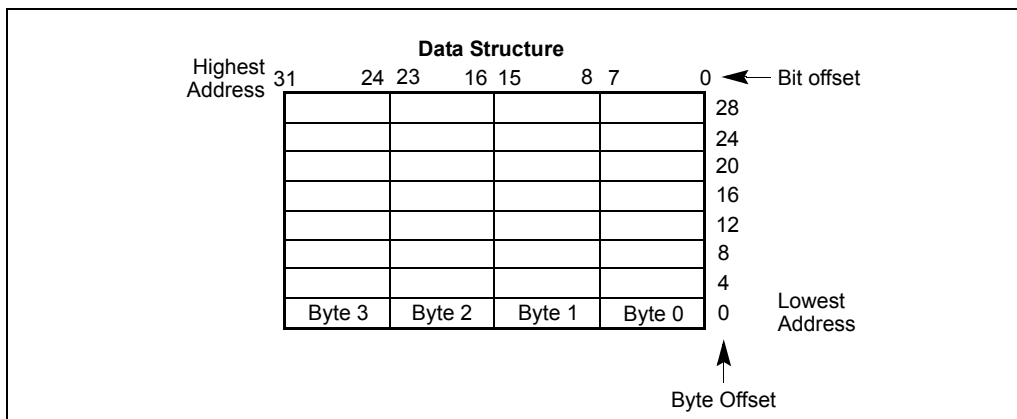 Data Structure
Highest
Address
31 24 23 16 15 8 7 0
Bit offset
28
24
20
16
12
8
4
Byte 3 Byte 2 Byte 1 Byte 0 0
Lowest
Address
Byte Offset